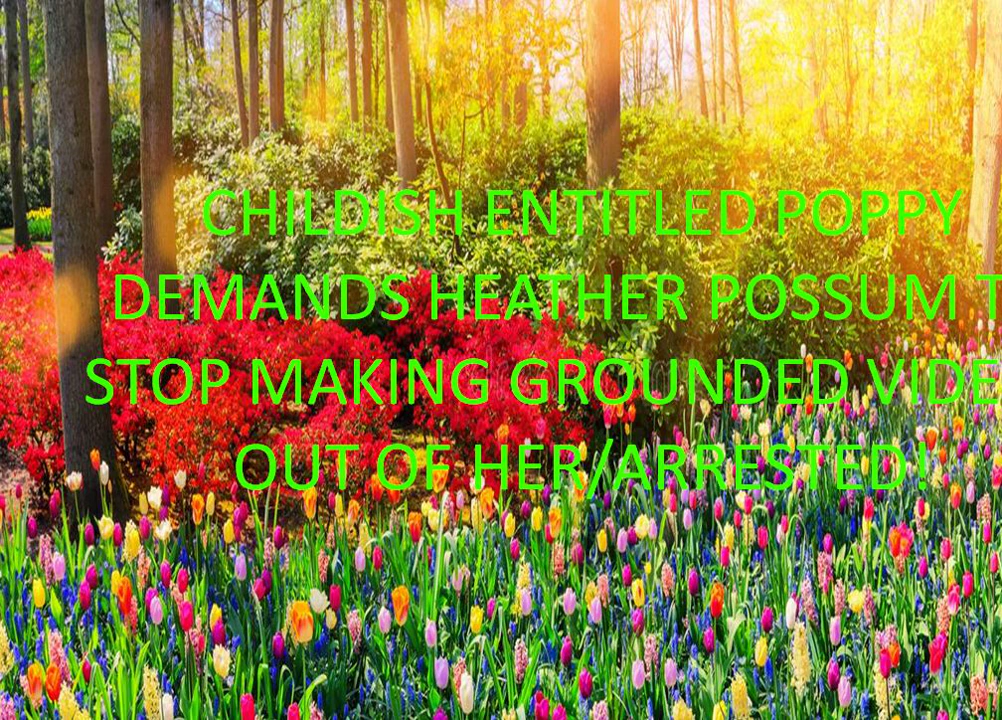 CHILDISH ENTITLED POPPY
DEMANDS HEATHER POSSUM T
STOP MAKING GROUNDED VIDE
OUT OF HER/ARRESTED!